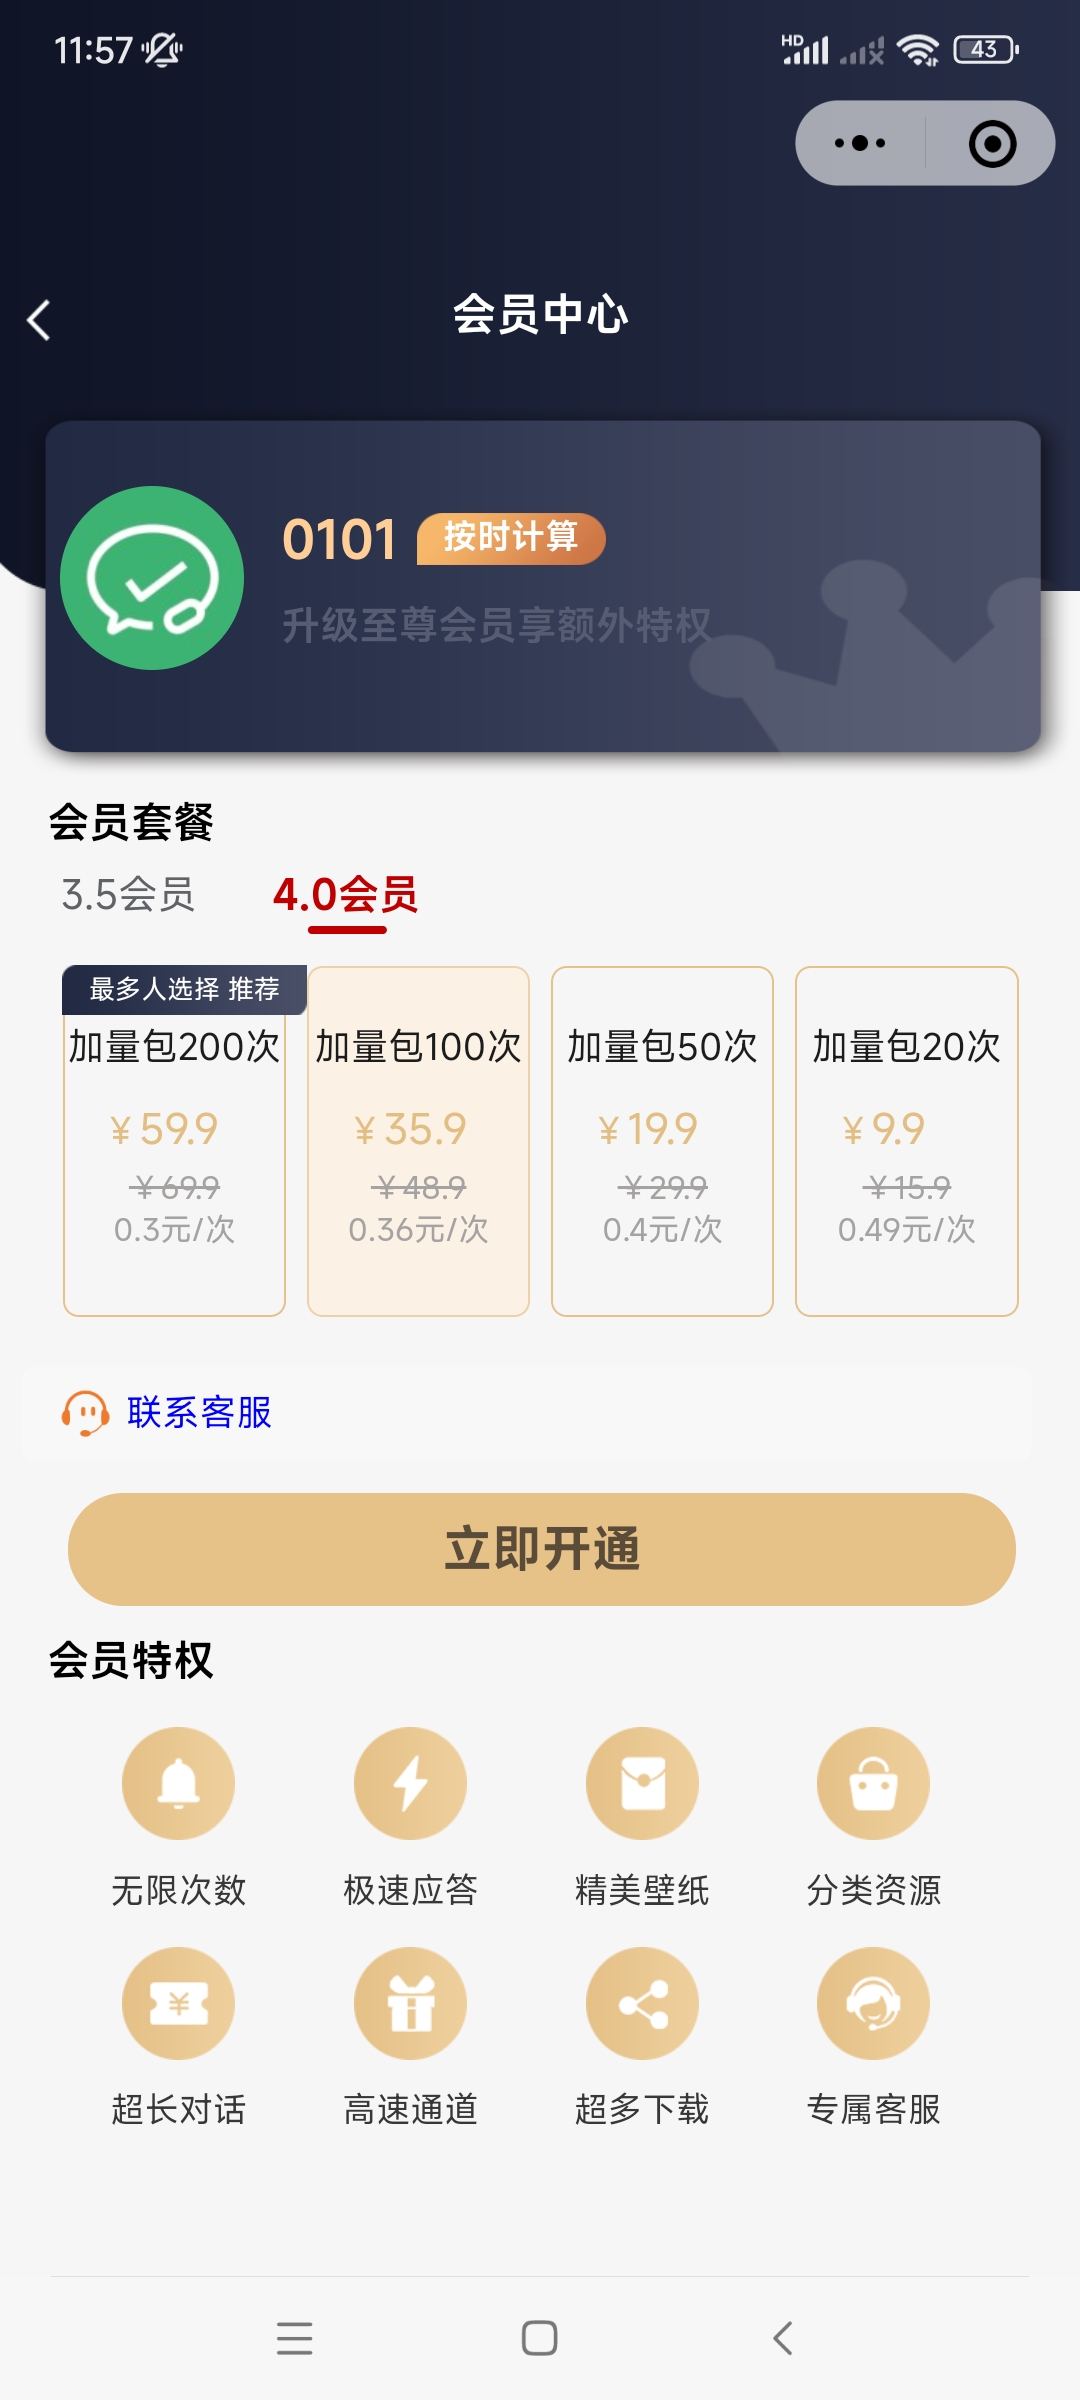 11:57
HD
43
会员中心
0101 按时计算
升级至尊会员享额外特权
会员套餐
3.5会员 4.0会员
最多人选择 推荐
加量包200次 加量包100次 加量包50次 加量包20次
¥59.9 ¥35.9 ¥19.9 ¥9.9
¥69.9 ¥48.9 ¥29.9 ¥15.9
0.3元/次 0.36元/次 0.4元/次 0.49元/次
联系客服
立即开通
会员特权
无限次数 极速应答 精美壁纸 分类资源
¥
超长对话 高速通道 超多下载 专属客服